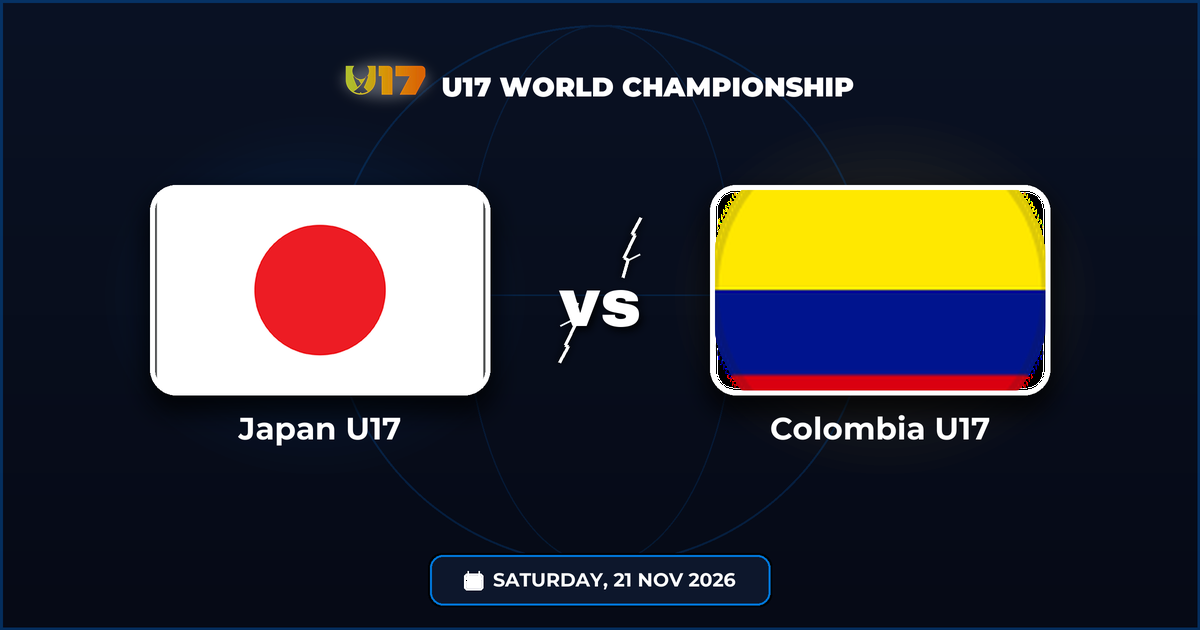 U17 U17 WORLD CHAMPIONSHIP
VS
Japan U17
Colombia U17
SATURDAY, 21 NOV 2026